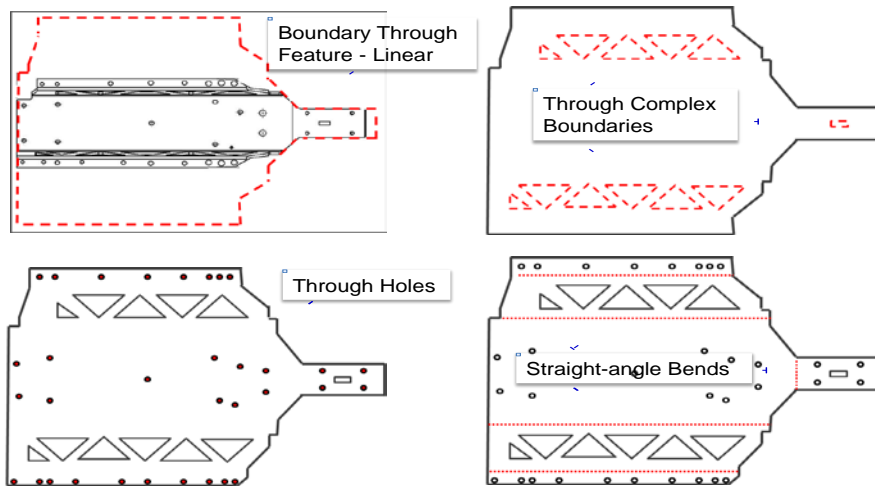 Boundary Through
Feature - Linear
Through Complex
Boundaries
Through Holes
Straight-angle Bends